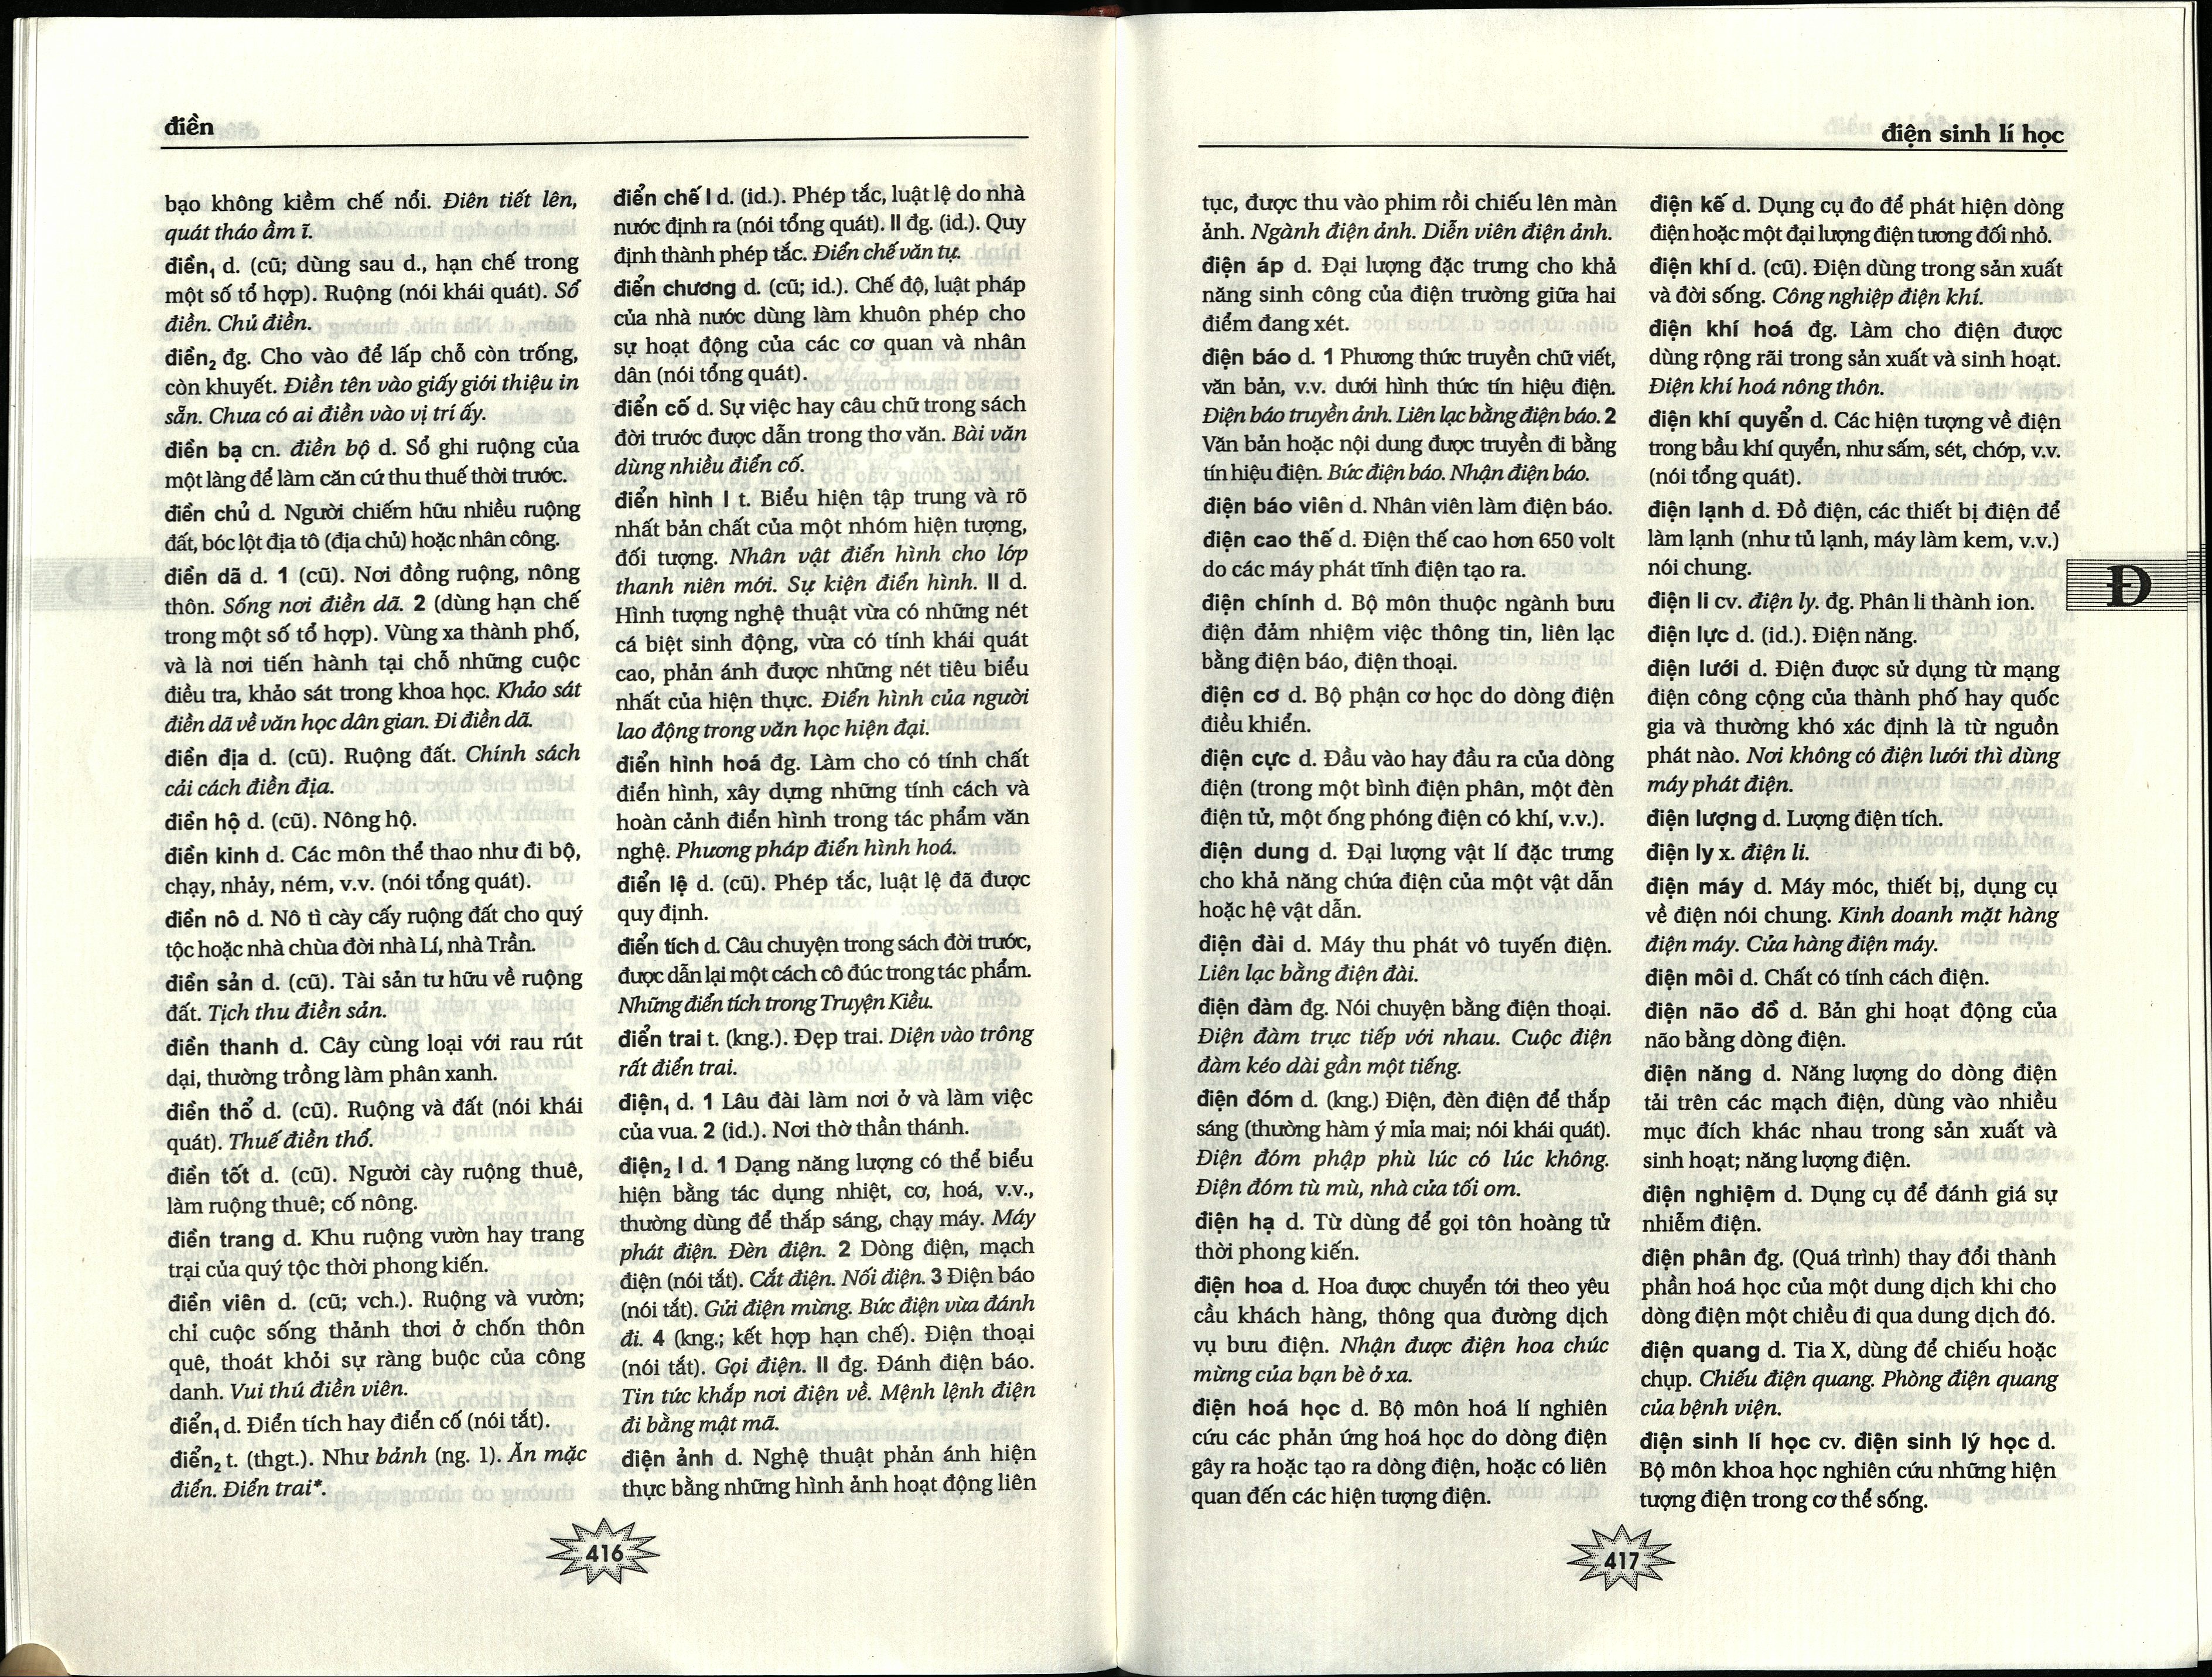 điền
bạo không kiềm chế nổi. Điên tiết lên,
quát tháo ầm ĩ.
điền₁ d. (cũ; dùng sau d., hạn chế trong
một số tổ hợp). Ruộng (nói khái quát). Sổ
điền. Chủ điền.
điền₂ đg. Cho vào để lấp chỗ còn trống,
còn khuyết. Điền tên vào giấy giới thiệu in
sẵn. Chưa có ai điền vào vị trí ấy.
điền bạ cn. điền bộ d. Sổ ghi ruộng của
một làng để làm căn cứ thu thuế thời trước.
điền chủ d. Người chiếm hữu nhiều ruộng
đất, bóc lột địa tô (địa chủ) hoặc nhân công.
điền dã d. 1 (cũ). Nơi đồng ruộng, nông
thôn. Sống nơi điền dã. 2 (dùng hạn chế
trong một số tổ hợp). Vùng xa thành phố,
và là nơi tiến hành tại chỗ những cuộc
điều tra, khảo sát trong khoa học. Khảo sát
điền dã về văn học dân gian. Đi điền dã.
điền địa d. (cũ). Ruộng đất. Chính sách
cải cách điền địa.
điền hộ d. (cũ). Nông hộ.
điền kinh d. Các môn thể thao như đi bộ,
chạy, nhảy, ném, v.v. (nói tổng quát).
điền nô d. Nô tì cày cấy ruộng đất cho quý
tộc hoặc nhà chùa đời nhà Lí, nhà Trần.
điền sản d. (cũ). Tài sản tư hữu về ruộng
đất. Tịch thu điền sản.
điền thanh d. Cây cùng loại với rau rút
dại, thường trồng làm phân xanh.
điền thổ d. (cũ). Ruộng và đất (nói khái
quát). Thuế điền thổ.
điền tốt d. (cũ). Người cày ruộng thuê,
làm ruộng thuê; cố nông.
điền trang d. Khu ruộng vườn hay trang
trại của quý tộc thời phong kiến.
điền viên d. (cũ; vch.). Ruộng và vườn;
chỉ cuộc sống thảnh thơi ở chốn thôn
quê, thoát khỏi sự ràng buộc của công
danh. Vui thú điền viên.
điển₁ d. Điển tích hay điển cố (nói tắt).
điển₂ t. (thgt.). Như bảnh (ng. 1). Ăn mặc
điển. Điển trai*.
điển chế I d. (id.). Phép tắc, luật lệ do nhà
nước định ra (nói tổng quát). II đg. (id.). Quy
định thành phép tắc. Điển chế văn tự.
điển chương d. (cũ; id.). Chế độ, luật pháp
của nhà nước dùng làm khuôn phép cho
sự hoạt động của các cơ quan và nhân
dân (nói tổng quát).
điển cố d. Sự việc hay câu chữ trong sách
đời trước được dẫn trong thơ văn. Bài văn
dùng nhiều điển cố.
điển hình I t. Biểu hiện tập trung và rõ
nhất bản chất của một nhóm hiện tượng,
đối tượng. Nhân vật điển hình cho lớp
thanh niên mới. Sự kiện điển hình. II d.
Hình tượng nghệ thuật vừa có những nét
cá biệt sinh động, vừa có tính khái quát
cao, phản ánh được những nét tiêu biểu
nhất của hiện thực. Điển hình của người
lao động trong văn học hiện đại.
điển hình hoá đg. Làm cho có tính chất
điển hình, xây dựng những tính cách và
hoàn cảnh điển hình trong tác phẩm văn
nghệ. Phương pháp điển hình hoá.
điển lệ d. (cũ). Phép tắc, luật lệ đã được
quy định.
điển tích d. Câu chuyện trong sách đời trước,
được dẫn lại một cách cô đúc trong tác phẩm.
Những điển tích trong Truyện Kiều.
điển trai t. (kng.). Đẹp trai. Diện vào trông
rất điển trai.
điện₁ d. 1 Lâu đài làm nơi ở và làm việc
của vua. 2 (id.). Nơi thờ thần thánh.
điện₂ I d. 1 Dạng năng lượng có thể biểu
hiện bằng tác dụng nhiệt, cơ, hoá, v.v.,
thường dùng để thắp sáng, chạy máy. Máy
phát điện. Đèn điện. 2 Dòng điện, mạch
điện (nói tắt). Cắt điện. Nối điện. 3 Điện báo
(nói tắt). Gửi điện mừng. Bức điện vừa đánh
đi. 4 (kng.; kết hợp hạn chế). Điện thoại
(nói tắt). Gọi điện. II đg. Đánh điện báo.
Tin tức khắp nơi điện về. Mệnh lệnh điện
đi bằng mật mã.
điện ảnh d. Nghệ thuật phản ánh hiện
thực bằng những hình ảnh hoạt động liên
416
điện sinh lí học
tục, được thu vào phim rồi chiếu lên màn
ảnh. Ngành điện ảnh. Diễn viên điện ảnh.
điện áp d. Đại lượng đặc trưng cho khả
năng sinh công của điện trường giữa hai
điểm đang xét.
điện báo d. 1 Phương thức truyền chữ viết,
văn bản, v.v. dưới hình thức tín hiệu điện.
Điện báo truyền ảnh. Liên lạc bằng điện báo. 2
Văn bản hoặc nội dung được truyền đi bằng
tín hiệu điện. Bức điện báo. Nhận điện báo.
điện báo viên d. Nhân viên làm điện báo.
điện cao thế d. Điện thế cao hơn 650 volt
do các máy phát tĩnh điện tạo ra.
điện chính d. Bộ môn thuộc ngành bưu
điện đảm nhiệm việc thông tin, liên lạc
bằng điện báo, điện thoại.
điện cơ d. Bộ phận cơ học do dòng điện
điều khiển.
điện cực d. Đầu vào hay đầu ra của dòng
điện (trong một bình điện phân, một đèn
điện tử, một ống phóng điện có khí, v.v.).
điện dung d. Đại lượng vật lí đặc trưng
cho khả năng chứa điện của một vật dẫn
hoặc hệ vật dẫn.
điện đài d. Máy thu phát vô tuyến điện.
Liên lạc bằng điện đài.
điện đàm đg. Nói chuyện bằng điện thoại.
Điện đàm trực tiếp với nhau. Cuộc điện
đàm kéo dài gần một tiếng.
điện đóm d. (kng.) Điện, đèn điện để thắp
sáng (thường hàm ý mỉa mai; nói khái quát).
Điện đóm phập phù lúc có lúc không.
Điện đóm tù mù, nhà cửa tối om.
điện hạ d. Từ dùng để gọi tôn hoàng tử
thời phong kiến.
điện hoa d. Hoa được chuyển tới theo yêu
cầu khách hàng, thông qua đường dịch
vụ bưu điện. Nhận được điện hoa chúc
mừng của bạn bè ở xa.
điện hoá học d. Bộ môn hoá lí nghiên
cứu các phản ứng hoá học do dòng điện
gây ra hoặc tạo ra dòng điện, hoặc có liên
quan đến các hiện tượng điện.
điện kế d. Dụng cụ đo để phát hiện dòng
điện hoặc một đại lượng điện tương đối nhỏ.
điện khí d. (cũ). Điện dùng trong sản xuất
và đời sống. Công nghiệp điện khí.
điện khí hoá đg. Làm cho điện được
dùng rộng rãi trong sản xuất và sinh hoạt.
Điện khí hoá nông thôn.
điện khí quyển d. Các hiện tượng về điện
trong bầu khí quyển, như sấm, sét, chớp, v.v.
(nói tổng quát).
điện lạnh d. Đồ điện, các thiết bị điện để
làm lạnh (như tủ lạnh, máy làm kem, v.v.)
nói chung.
điện li cv. điện ly. đg. Phân li thành ion.
điện lực d. (id.). Điện năng.
điện lưới d. Điện được sử dụng từ mạng
điện công cộng của thành phố hay quốc
gia và thường khó xác định là từ nguồn
phát nào. Nơi không có điện lưới thì dùng
máy phát điện.
điện lượng d. Lượng điện tích.
điện ly x. điện li.
điện máy d. Máy móc, thiết bị, dụng cụ
về điện nói chung. Kinh doanh mặt hàng
điện máy. Cửa hàng điện máy.
điện môi d. Chất có tính cách điện.
điện não đồ d. Bản ghi hoạt động của
não bằng dòng điện.
điện năng d. Năng lượng do dòng điện
tải trên các mạch điện, dùng vào nhiều
mục đích khác nhau trong sản xuất và
sinh hoạt; năng lượng điện.
điện nghiệm d. Dụng cụ để đánh giá sự
nhiễm điện.
điện phân đg. (Quá trình) thay đổi thành
phần hoá học của một dung dịch khi cho
dòng điện một chiều đi qua dung dịch đó.
điện quang d. Tia X, dùng để chiếu hoặc
chụp. Chiếu điện quang. Phòng điện quang
của bệnh viện.
điện sinh lí học cv. điện sinh lý học d.
Bộ môn khoa học nghiên cứu những hiện
tượng điện trong cơ thể sống.
Đ
417